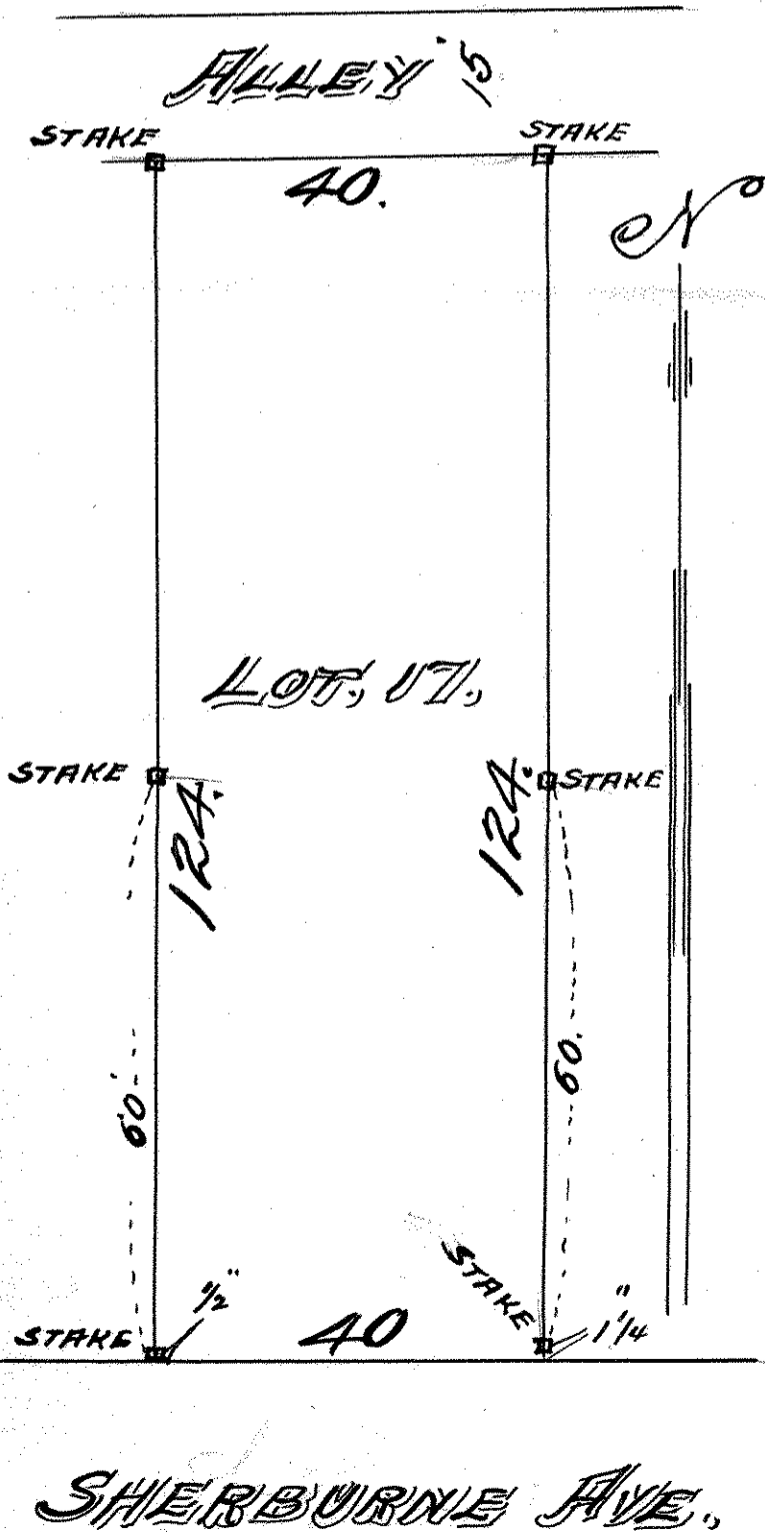 ALLEY 15
STAKE STAKE
40.
N
LOT, 17,
STAKE STAKE
124. 124.
60' 60.
STAKE
1/2" 1 1/4"
STAKE 40
SHERBURNE AVE.,